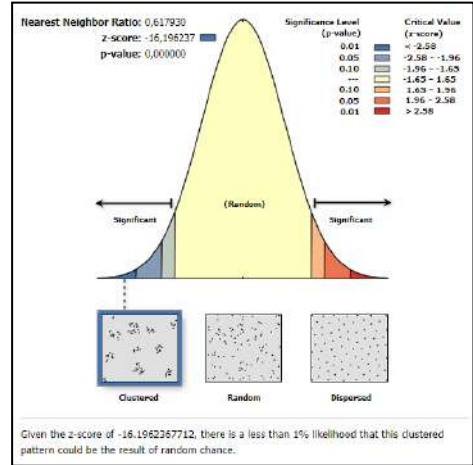 Nearest Neighbor Ratio: 0,617930
z-score: -16,196237
p-value: 0,000000
Significance Level
(p-value)
Critical Value
(z-score)
0.01 < -2.58
0.05 -2.58 - -1.96
0.10 -1.96 - -1.65
--- -1.65 - 1.65
0.10 1.65 - 1.96
0.05 1.96 - 2.58
0.01 > 2.58
Significant
(Random)
Significant
Clustered
Random
Dispersed
Given the z-score of -16.1962367712, there is a less than 1% likelihood that this clustered
pattern could be the result of random chance.